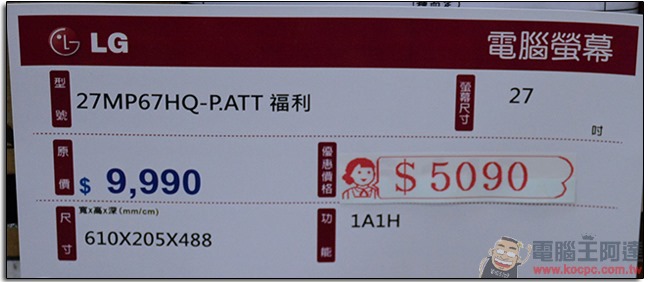 LG 電腦螢幕
型號 27MP67HQ-P.ATT 福利 螢幕尺寸 27 吋
原價 $ 9,990 優惠價格 $ 5090
寬x高x深(mm/cm)
尺寸 610X205X488 功能 1A1H
電腦王阿達
www.kocpc.com.tw